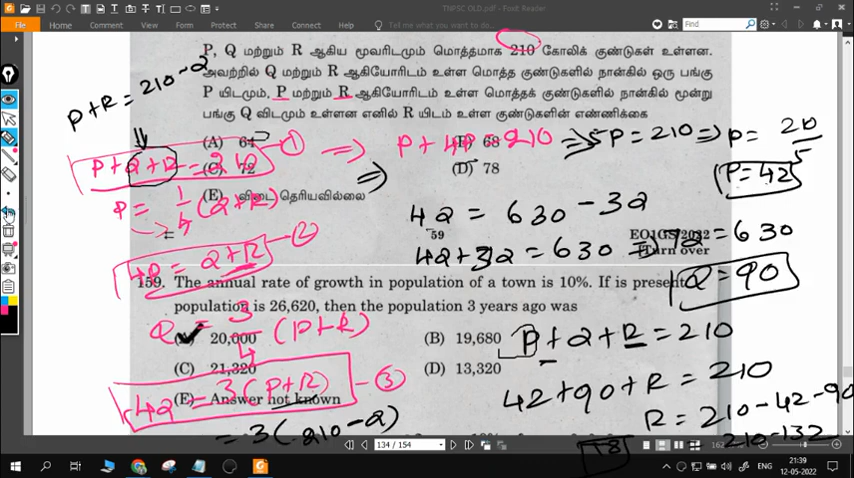 TNPSC OLD.pdf - Foxit Reader
File Home Comment View Form Protect Share Connect Help Tell me what you want to do...
P, Q மற்றும் R ஆகிய மூவரிடமும் மொத்தமாக 210 கோலிக் குண்டுகள் உள்ளன.
அவற்றில் Q மற்றும் R ஆகியோரிடம் உள்ள மொத்த குண்டுகளில் நான்கில் ஒரு பங்கு
P யிடமும், P மற்றும் R ஆகியோரிடம் உள்ள மொத்தக் குண்டுகளில் நான்கில் மூன்று
பங்கு Q விடமும் உள்ளன எனில் R யிடம் உள்ள குண்டுகளின் எண்ணிக்கை
P+R = 210-Q
(A) 64
(B) 68
(C) 72
(D) 78
(E) விடை தெரியவில்லை
P+Q+R = 210 — ①
⇒ P + 4P = 210 ⇒ 5P = 210 ⇒ P = 210/5
P = 42
P = 1/4 (Q+R)
4P = Q+R — ②
4Q = 630 - 3Q
4Q + 3Q = 630 ⇒ 7Q = 630
Q = 90
59
EO1GS/2022
[Turn over
159. The annual rate of growth in population of a town is 10%. If is present
population is 26,620, then the population 3 years ago was
(A) 20,000
(B) 19,680
(C) 21,320
(D) 13,320
(E) Answer not known
Q = 3/4 (P+R)
4Q = 3(P+R) — ③
= 3(210-Q)
P + Q + R = 210
42+90+R = 210
R = 210-42-90
= 210-132
78
134 / 154
ENG
21:39
12-05-2022